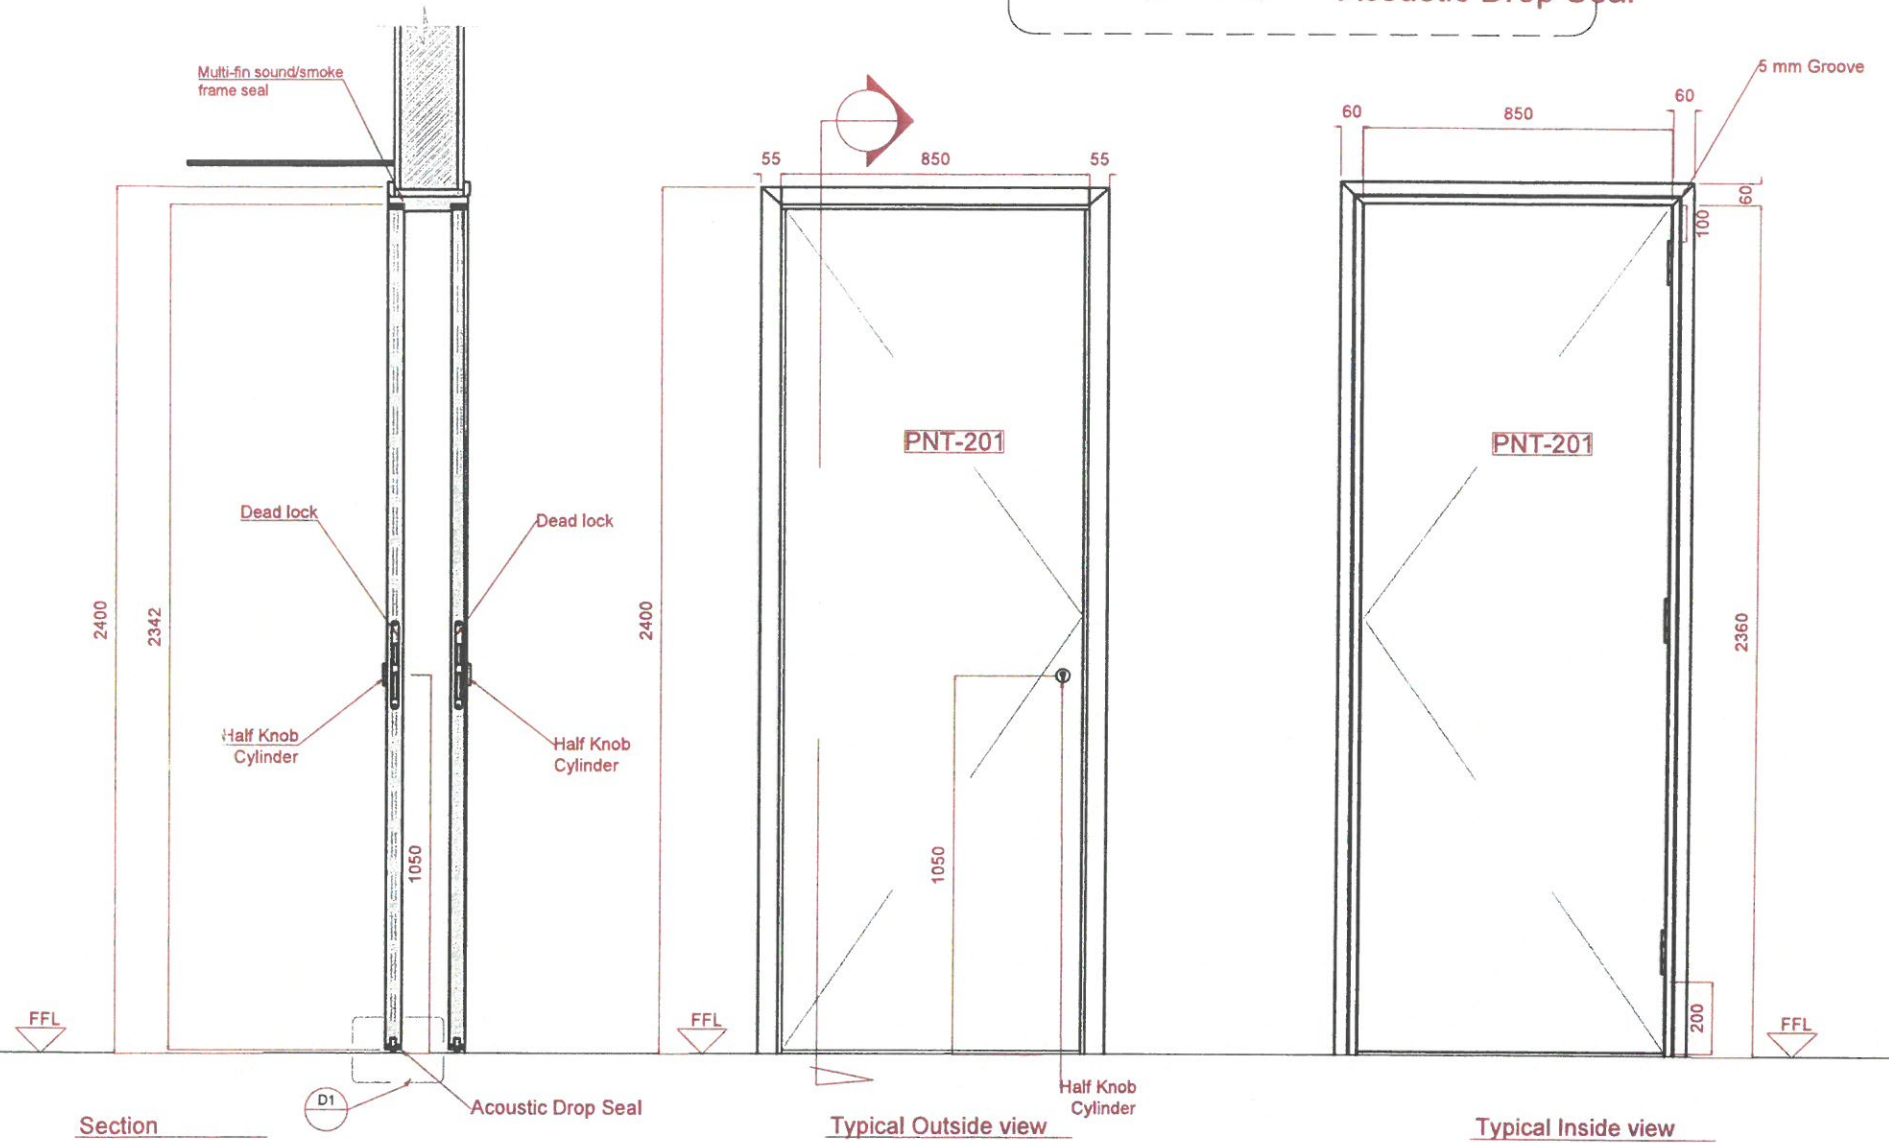 Acoustic Drop Seal
Multi-fin sound/smoke
frame seal
5 mm Groove
60
850
60
55
850
55
60
100
PNT-201
PNT-201
Dead lock
Dead lock
2400
2342
2400
2360
Half Knob
Cylinder
Half Knob
Cylinder
1050
1050
200
FFL
FFL
FFL
D1
Acoustic Drop Seal
Half Knob
Cylinder
Section
Typical Outside view
Typical Inside view